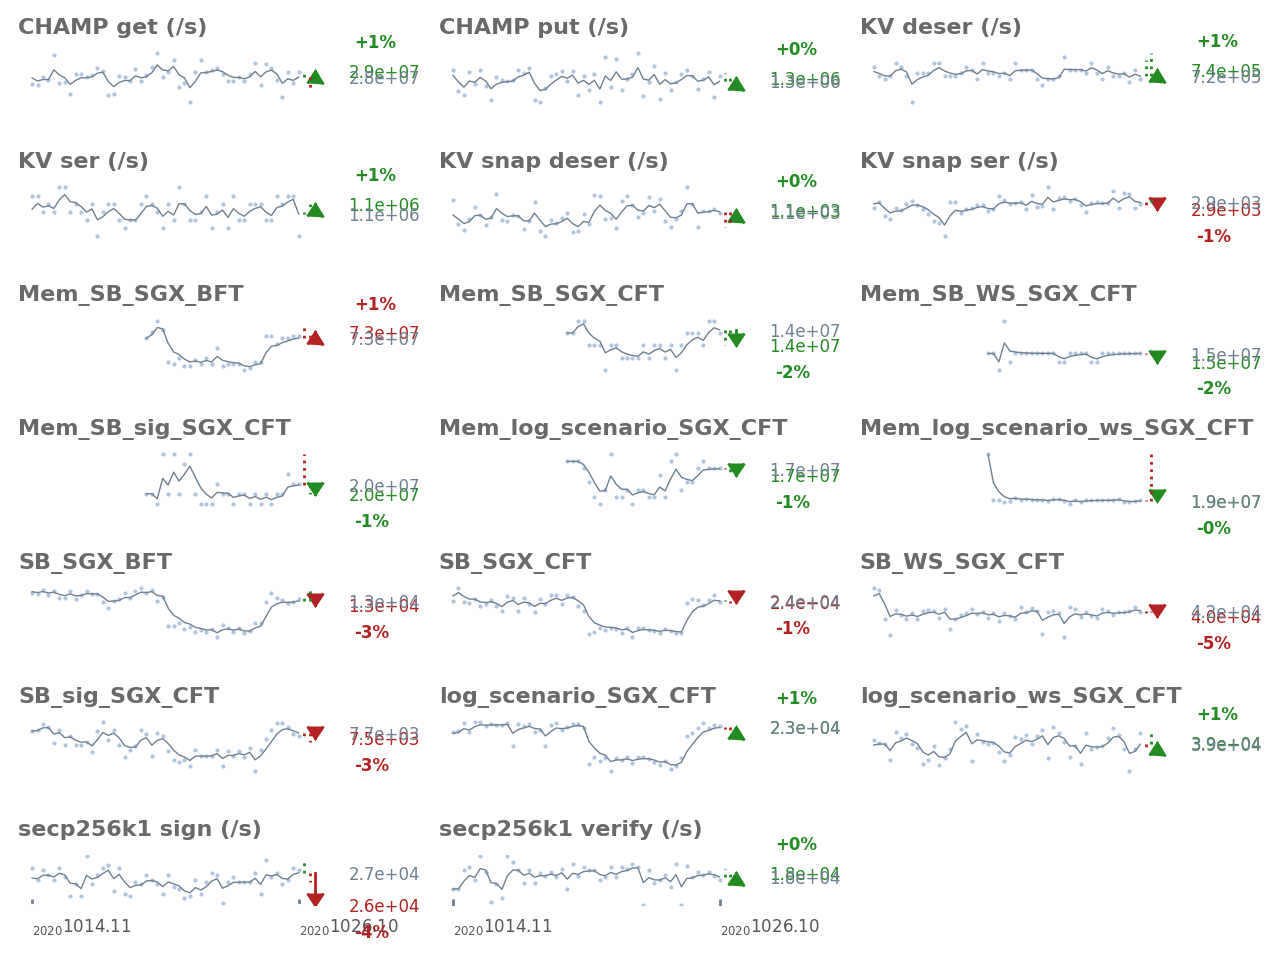 CHAMP get (/s)
+1%
2.9e+07
2.8e+07
CHAMP put (/s)
+0%
1.3e+06
1.3e+06
KV deser (/s)
+1%
7.4e+05
7.2e+05
KV ser (/s)
+1%
1.1e+06
1.1e+06
KV snap deser (/s)
+0%
1.1e+03
1.1e+03
KV snap ser (/s)
2.9e+03
2.9e+03
-1%
Mem_SB_SGX_BFT
+1%
7.3e+07
7.3e+07
Mem_SB_SGX_CFT
1.4e+07
1.4e+07
-2%
Mem_SB_WS_SGX_CFT
1.5e+07
1.5e+07
-2%
Mem_SB_sig_SGX_CFT
2.0e+07
2.0e+07
-1%
Mem_log_scenario_SGX_CFT
1.7e+07
1.7e+07
-1%
Mem_log_scenario_ws_SGX_CFT
1.9e+07
-0%
SB_SGX_BFT
1.3e+04
1.3e+04
-3%
SB_SGX_CFT
2.4e+04
2.4e+04
-1%
SB_WS_SGX_CFT
4.2e+04
4.0e+04
-5%
SB_sig_SGX_CFT
7.7e+03
7.5e+03
-3%
log_scenario_SGX_CFT
+1%
2.3e+04
log_scenario_ws_SGX_CFT
+1%
3.9e+04
3.9e+04
secp256k1 sign (/s)
2.7e+04
2.6e+04
-4%
20201014.11
20201026.10
secp256k1 verify (/s)
+0%
1.8e+04
1.8e+04
20201014.11
20201026.10